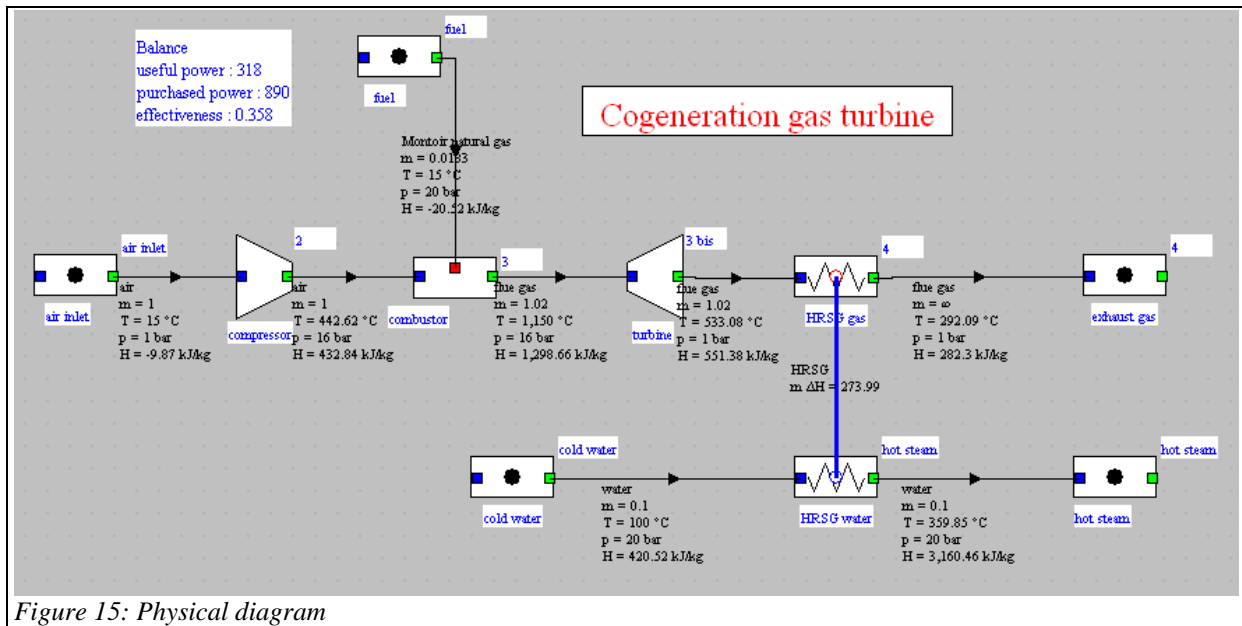 Balance
useful power : 318
purchased power : 890
effectiveness : 0.358
fuel
fuel
Cogeneration gas turbine
Montoir natural gas
m = 0.0183
T = 15 °C
p = 20 bar
H = -20.52 kJ/kg
air inlet
air inlet
air
m = 1
T = 15 °C
p = 1 bar
H = -9.87 kJ/kg
2
compressor
air
m = 1
T = 442.62 °C
p = 16 bar
H = 432.84 kJ/kg
combustor
3
flue gas
m = 1.02
T = 1,150 °C
p = 16 bar
H = 1,298.66 kJ/kg
turbine
3 bis
flue gas
m = 1.02
T = 533.08 °C
p = 1 bar
H = 551.38 kJ/kg
4
HRSG gas
flue gas
m = ∞
T = 292.09 °C
p = 1 bar
H = 282.3 kJ/kg
4
exhaust gas
HRSG
m ΔH = 273.99
cold water
cold water
water
m = 0.1
T = 100 °C
p = 20 bar
H = 420.52 kJ/kg
hot steam
HRSG water
water
m = 0.1
T = 359.85 °C
p = 20 bar
H = 3,160.46 kJ/kg
hot steam
hot steam
Figure 15: Physical diagram